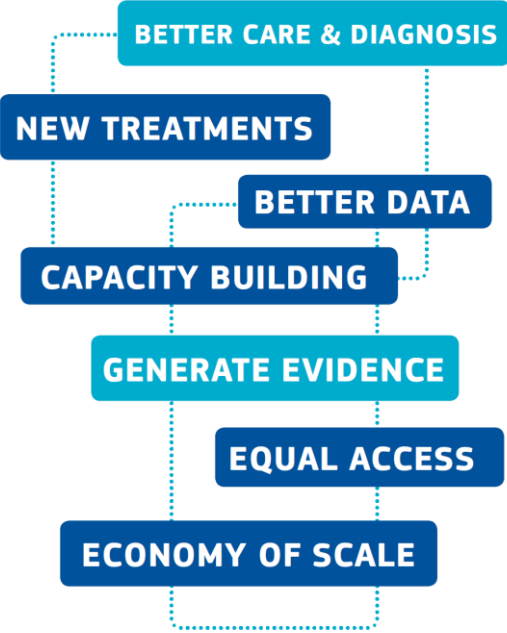 BETTER CARE & DIAGNOSIS
NEW TREATMENTS
BETTER DATA
CAPACITY BUILDING
GENERATE EVIDENCE
EQUAL ACCESS
ECONOMY OF SCALE